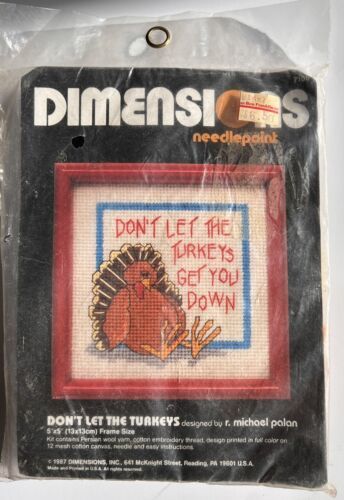 DIMENSIONS
needlepoint
Ben Franklin
DON'T LET THE
TURKEYS
GET YOU
DOWN
DON'T LET THE TURKEYS designed by r. michael palan
5"x5" (13x13cm) Frame Size
Kit contains Persian wool yarn, cotton embroidery thread, design printed in full color on
12 mesh cotton canvas, needle and easy instructions.
© 1987 DIMENSIONS, INC., 641 McKnight Street, Reading, PA 19601 U.S.A.
Made and Printed in U.S.A. All rights reserved.